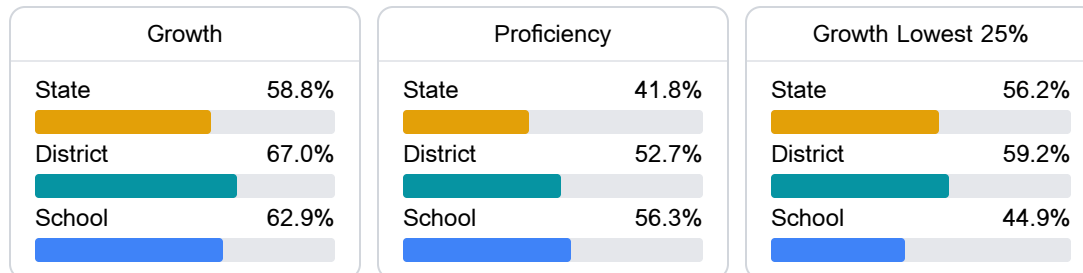 Growth
State 58.8%
District 67.0%
School 62.9%
Proficiency
State 41.8%
District 52.7%
School 56.3%
Growth Lowest 25%
State 56.2%
District 59.2%
School 44.9%